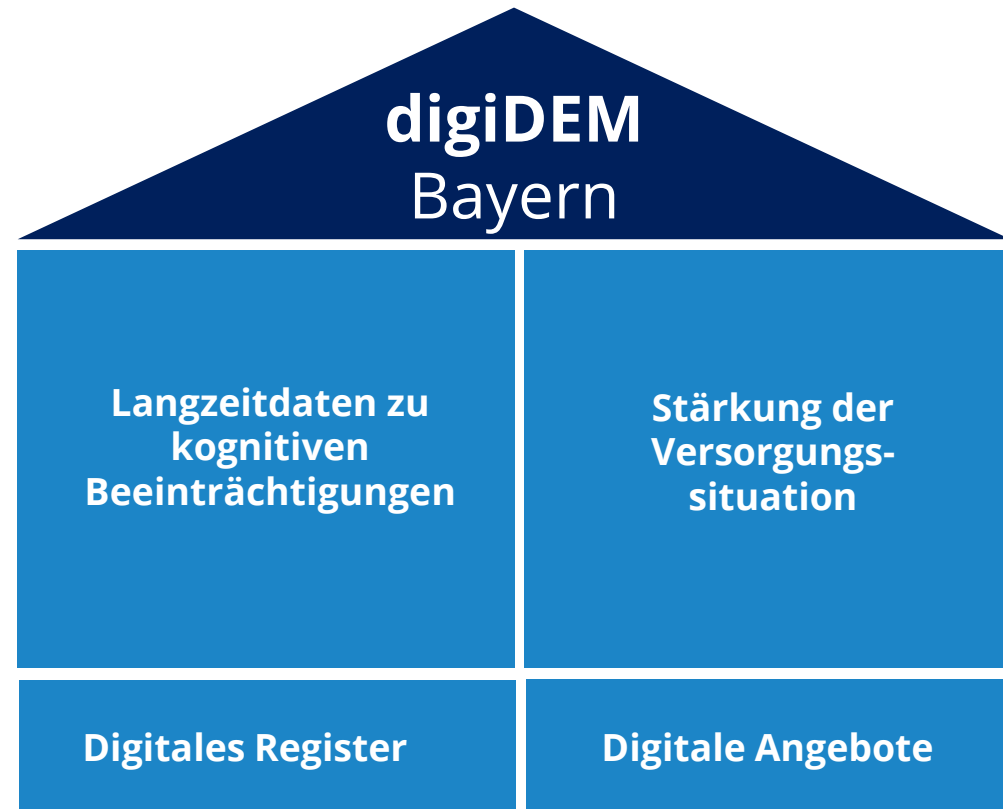 digiDEM
Bayern
Langzeitdaten zu
kognitiven
Beeinträchtigungen
Stärkung der
Versorgungs-
situation
Digitales Register
Digitale Angebote